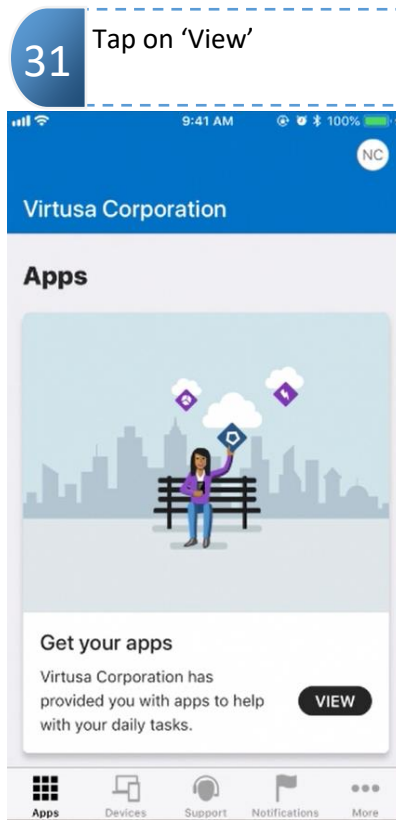 31
Tap on ‘View’
9:41 AM
100%
NC
Virtusa Corporation
Apps
Get your apps
Virtusa Corporation has
provided you with apps to help
with your daily tasks.
VIEW
Apps Devices Support Notifications More